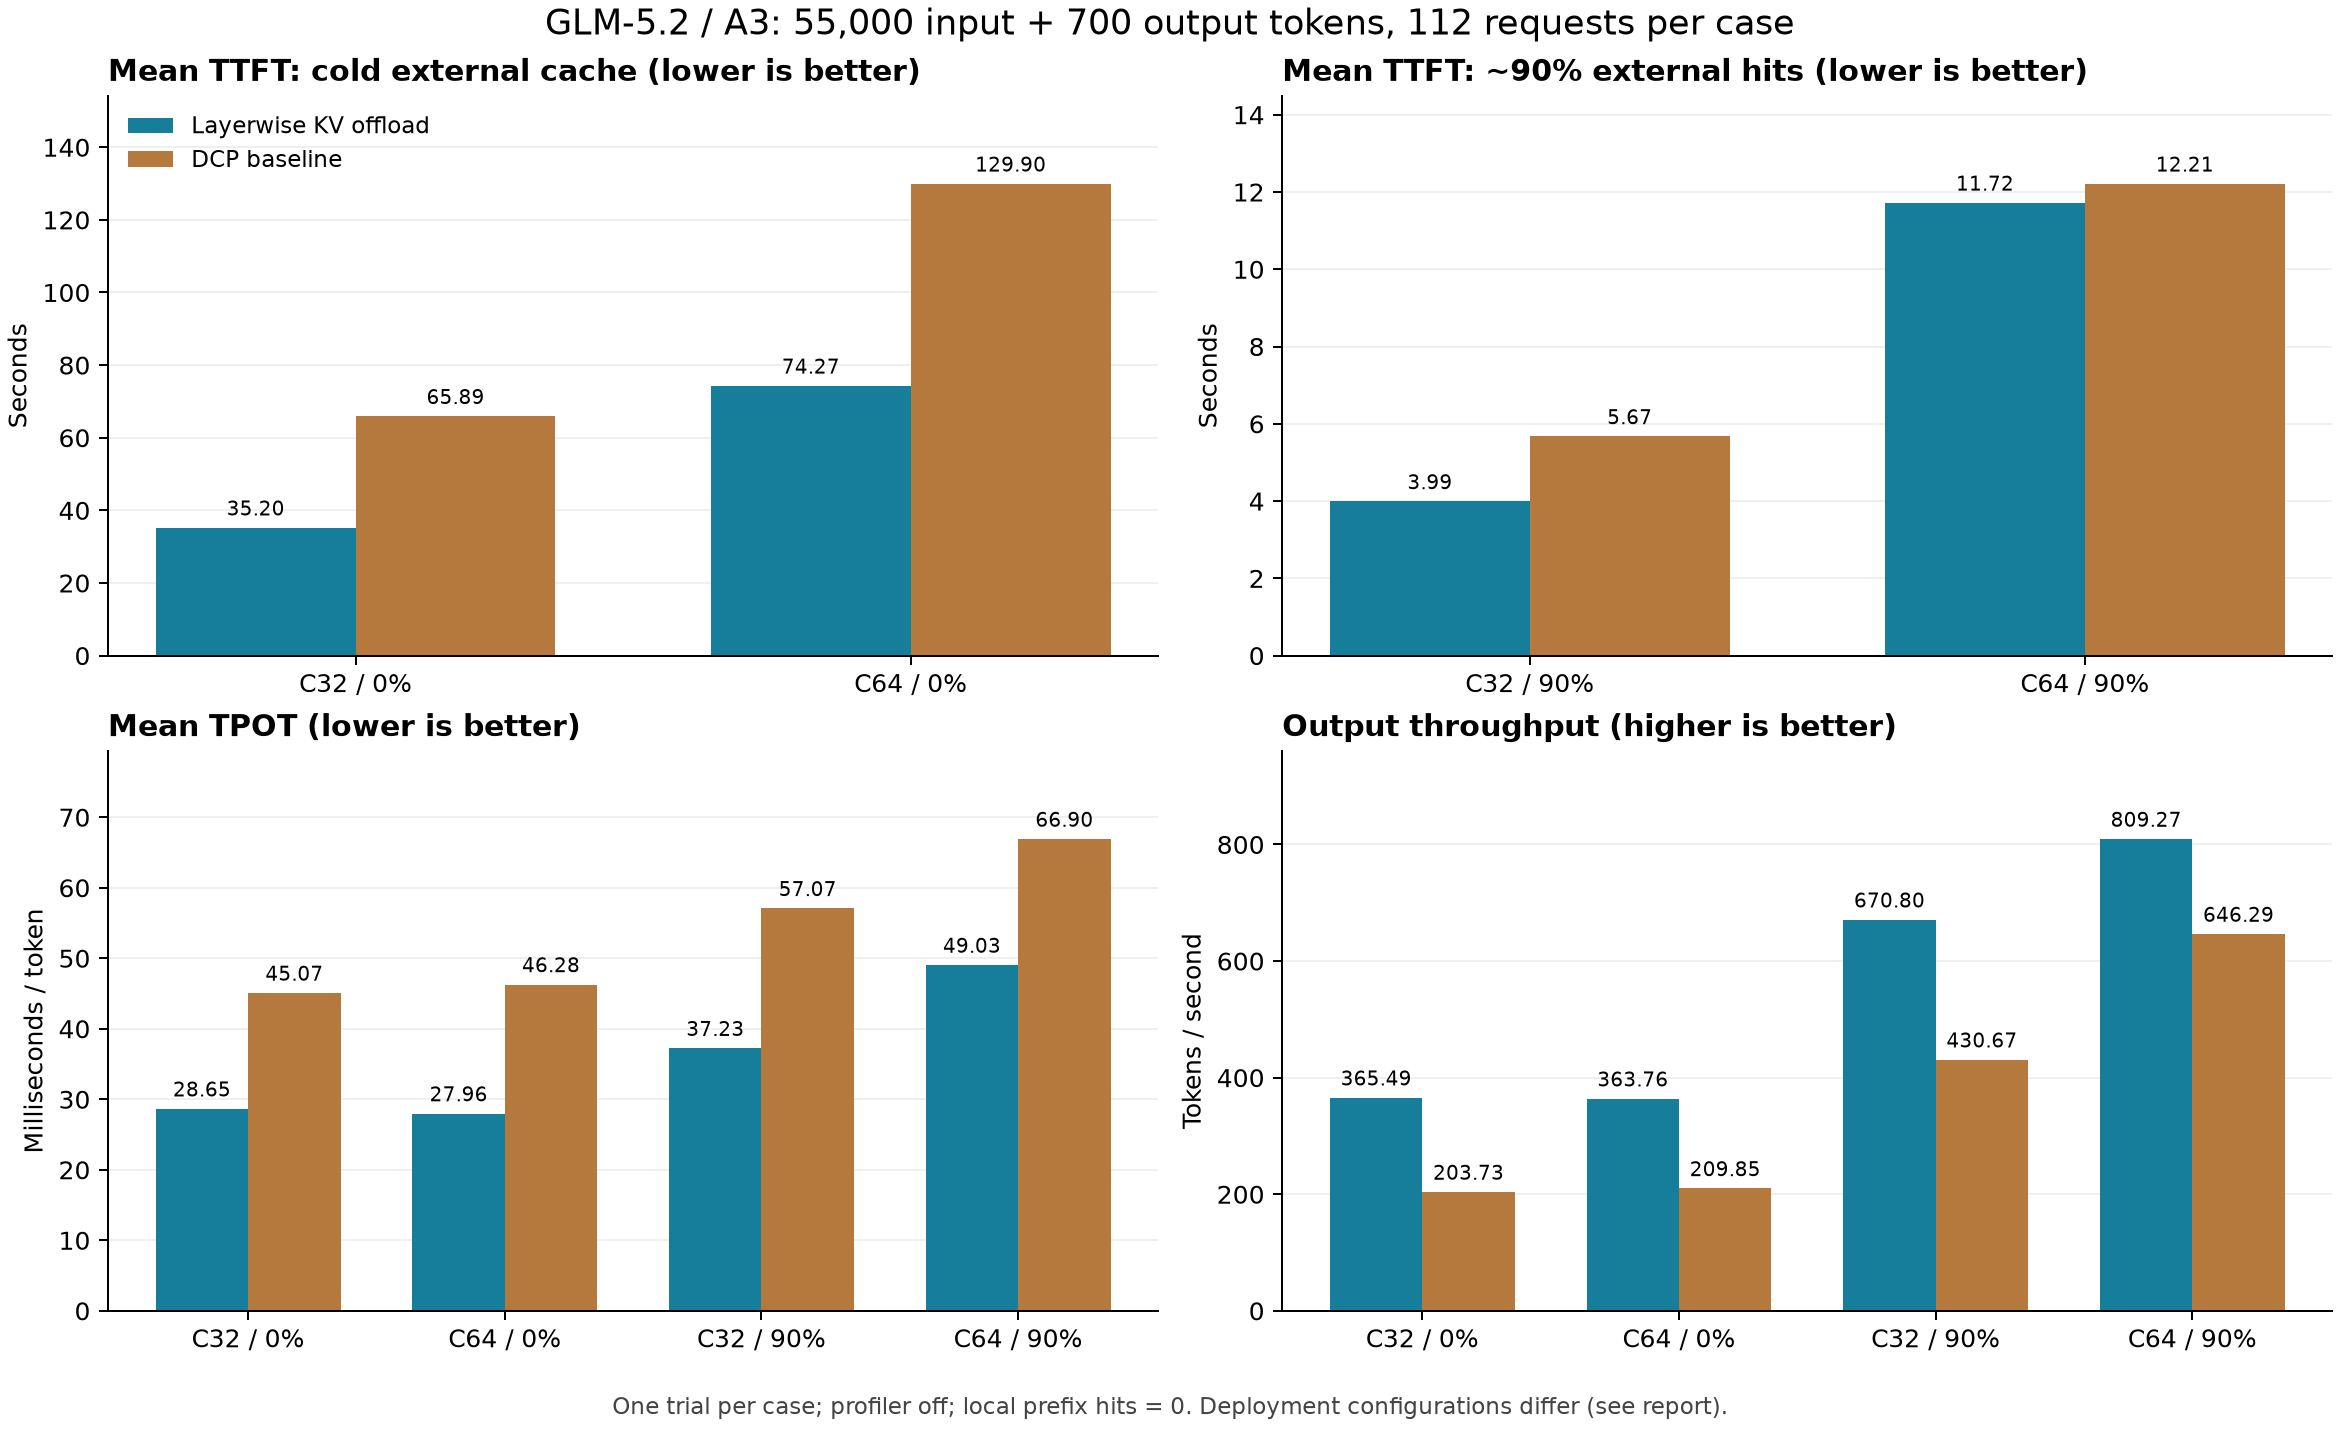 GLM-5.2 / A3: 55,000 input + 700 output tokens, 112 requests per case
Mean TTFT: cold external cache (lower is better)
Layerwise KV offload
DCP baseline
Seconds
140
120
100
80
60
40
20
0
35.20
65.89
74.27
129.90
C32 / 0%
C64 / 0%
Mean TTFT: ~90% external hits (lower is better)
Seconds
14
12
10
8
6
4
2
0
3.99
5.67
11.72
12.21
C32 / 90%
C64 / 90%
Mean TPOT (lower is better)
Milliseconds / token
70
60
50
40
30
20
10
0
28.65
45.07
27.96
46.28
37.23
57.07
49.03
66.90
C32 / 0%
C64 / 0%
C32 / 90%
C64 / 90%
Output throughput (higher is better)
Tokens / second
800
600
400
200
0
365.49
203.73
363.76
209.85
670.80
430.67
809.27
646.29
C32 / 0%
C64 / 0%
C32 / 90%
C64 / 90%
One trial per case; profiler off; local prefix hits = 0. Deployment configurations differ (see report).